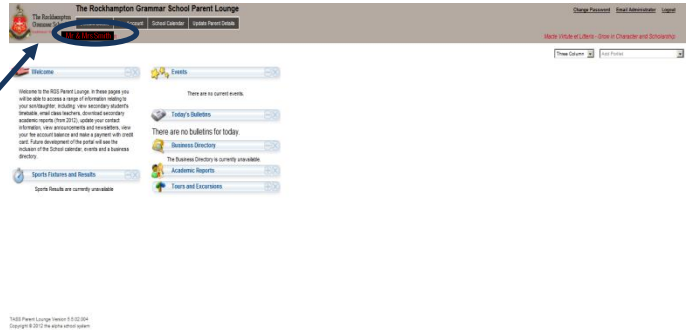 The Rockhampton Grammar School Parent Lounge
Change Password Email Administrator Logout
The Rockhampton
Grammar School
School Calendar Update Parent Details
Mr & Mrs Smith
Macte Virtute et Litteris - Grow in Character and Scholarship
Three Column Add Portlet
Welcome
Welcome to the RGS Parent Lounge. In these pages you
will be able to access a range of information relating to
your son/daughter, including: view secondary student's
timetable, email class teachers, download secondary
academic reports (from 2012), update your contact
information, view announcements and newsletters, view
your fee account balance and make a payment with credit
card. Future development of the portal will see the
inclusion of the School calendar, events and a business
directory.
Sports Fixtures and Results
Sports Results are currently unavailable
Events
There are no current events.
Today's Bulletins
There are no bulletins for today.
Business Directory
The Business Directory is currently unavailable.
Academic Reports
Tours and Excursions
TASS Parent Lounge Version 5.5.02.004
Copyright © 2012 the alpha school system